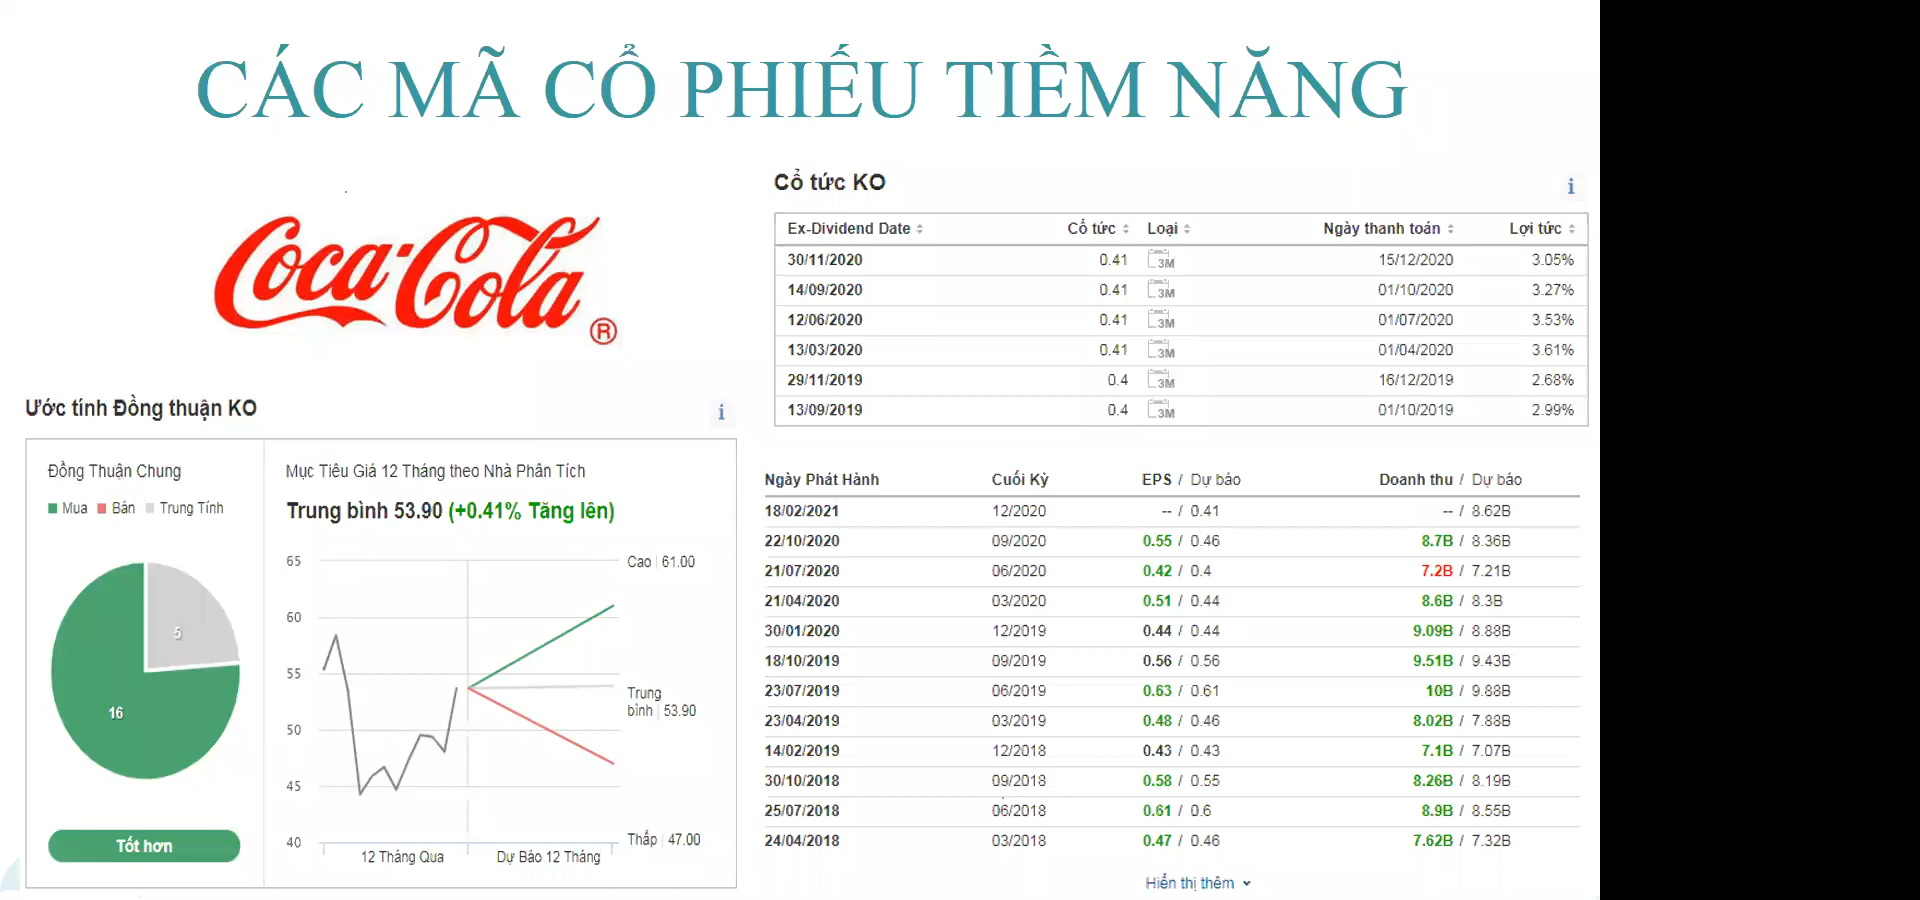 CÁC MÃ CỔ PHIẾU TIỀM NĂNG
Coca-Cola ®
Ước tính Đồng thuận KO
i
Đồng Thuận Chung
Mua Bán Trung Tính
5
16
Tốt hơn
Mục Tiêu Giá 12 Tháng theo Nhà Phân Tích
Trung bình 53.90 (+0.41% Tăng lên)
65
60
55
50
45
40
Cao | 61.00
Trung
bình | 53.90
Thấp | 47.00
12 Tháng Qua Dự Báo 12 Tháng
Cổ tức KO
i
Ex-Dividend Date Cổ tức Loại Ngày thanh toán Lợi tức
30/11/2020 0.41 3M 15/12/2020 3.05%
14/09/2020 0.41 3M 01/10/2020 3.27%
12/06/2020 0.41 3M 01/07/2020 3.53%
13/03/2020 0.41 3M 01/04/2020 3.61%
29/11/2019 0.4 3M 16/12/2019 2.68%
13/09/2019 0.4 3M 01/10/2019 2.99%
Ngày Phát Hành Cuối Kỳ EPS / Dự báo Doanh thu / Dự báo
18/02/2021 12/2020 -- / 0.41 -- / 8.62B
22/10/2020 09/2020 0.55 / 0.46 8.7B / 8.36B
21/07/2020 06/2020 0.42 / 0.4 7.2B / 7.21B
21/04/2020 03/2020 0.51 / 0.44 8.6B / 8.3B
30/01/2020 12/2019 0.44 / 0.44 9.09B / 8.88B
18/10/2019 09/2019 0.56 / 0.56 9.51B / 9.43B
23/07/2019 06/2019 0.63 / 0.61 10B / 9.88B
23/04/2019 03/2019 0.48 / 0.46 8.02B / 7.88B
14/02/2019 12/2018 0.43 / 0.43 7.1B / 7.07B
30/10/2018 09/2018 0.58 / 0.55 8.26B / 8.19B
25/07/2018 06/2018 0.61 / 0.6 8.9B / 8.55B
24/04/2018 03/2018 0.47 / 0.46 7.62B / 7.32B
Hiển thị thêm